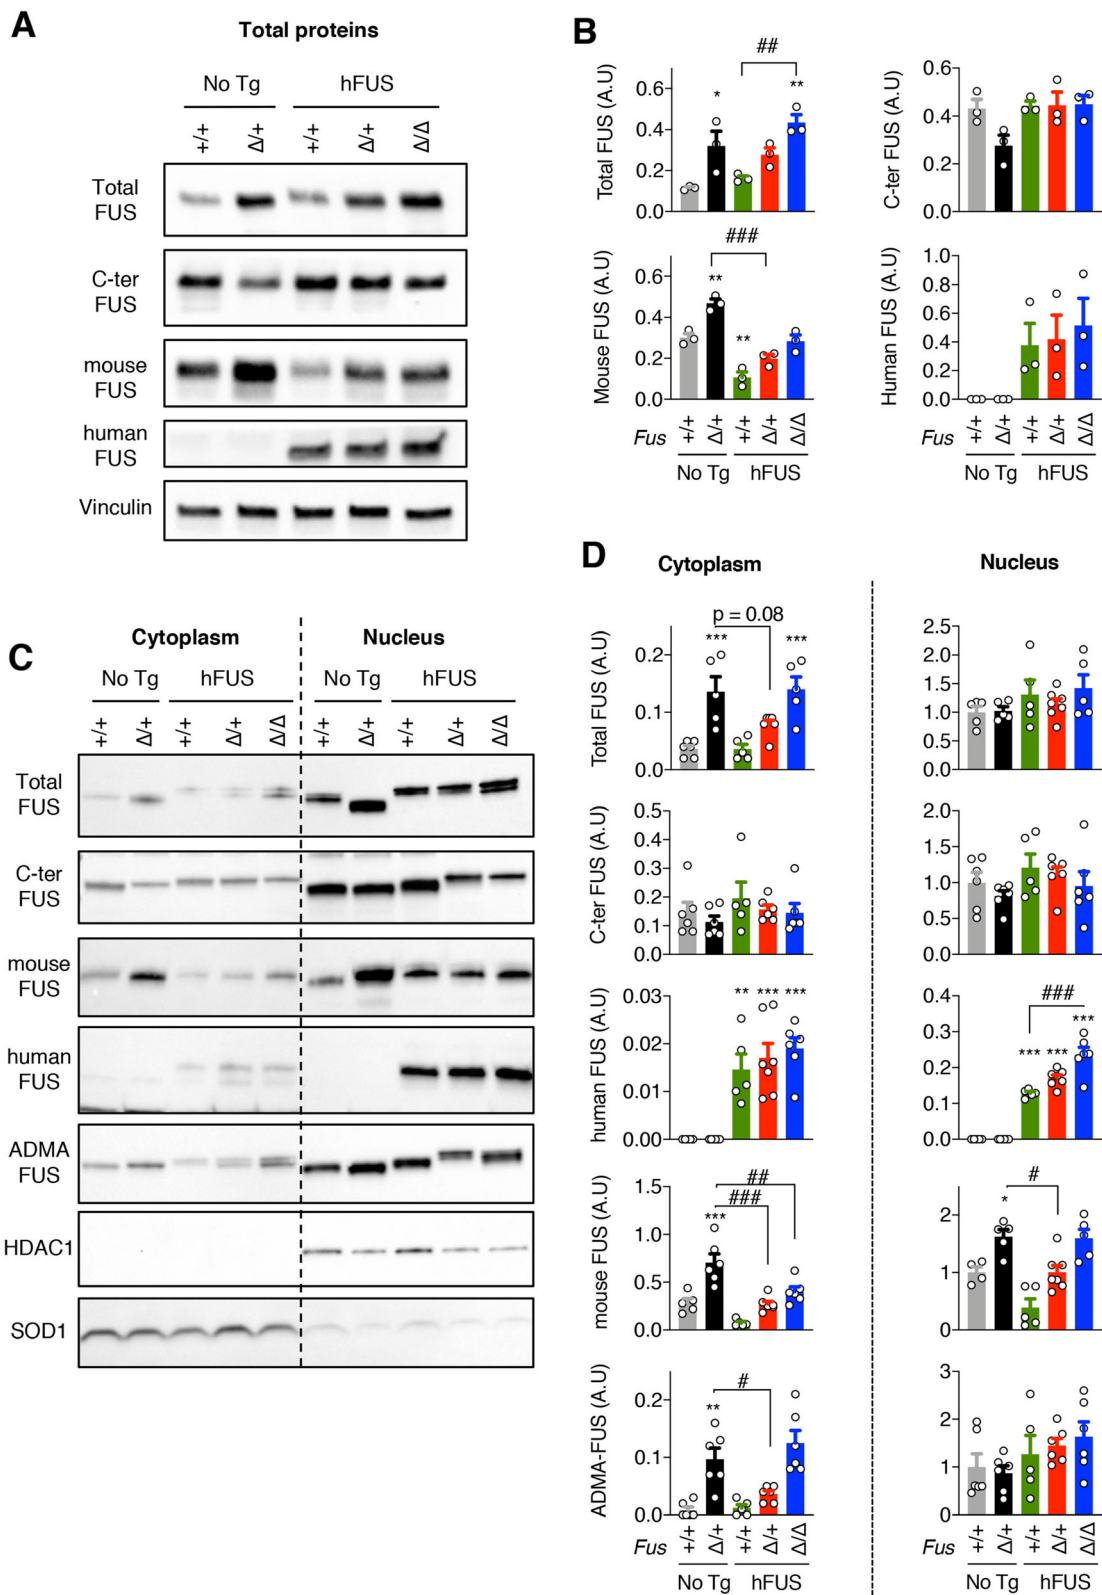 A
Total proteins
No Tg hFUS
+/+ Δ/+ +/+ Δ/+ Δ/Δ
Total
FUS
C-ter
FUS
mouse
FUS
human
FUS
Vinculin
B
Total FUS (A.U)
0.6
0.4
0.2
0.0
*
##
**
C-ter FUS (A.U)
0.6
0.4
0.2
0.0
Mouse FUS (A.U)
0.6
0.4
0.2
0.0
**
###
**
Human FUS (A.U)
1.0
0.8
0.6
0.4
0.2
0.0
Fus +/+ Δ/+ +/+ Δ/+ Δ/Δ
No Tg hFUS
Fus +/+ Δ/+ +/+ Δ/+ Δ/Δ
No Tg hFUS
C
Cytoplasm Nucleus
No Tg hFUS No Tg hFUS
+/+ Δ/+ +/+ Δ/+ Δ/Δ +/+ Δ/+ +/+ Δ/+ Δ/Δ
Total
FUS
C-ter
FUS
mouse
FUS
human
FUS
ADMA
FUS
HDAC1
SOD1
D
Cytoplasm Nucleus
Total FUS (A.U)
0.2
0.1
0.0
p = 0.08
*** ***
2.5
2.0
1.5
1.0
0.5
0.0
C-ter FUS (A.U)
0.5
0.4
0.3
0.2
0.1
0.0
2.0
1.5
1.0
0.5
0.0
human FUS (A.U)
0.03
0.02
0.01
0.00
** *** ***
0.4
0.3
0.2
0.1
0.0
###
*** *** ***
mouse FUS (A.U)
1.5
1.0
0.5
0.0
##
###
***
2
1
0
#
*
ADMA-FUS (A.U)
0.2
0.1
0.0
#
**
3
2
1
0
Fus +/+ Δ/+ +/+ Δ/+ Δ/Δ
No Tg hFUS
Fus +/+ Δ/+ +/+ Δ/+ Δ/Δ
No Tg hFUS